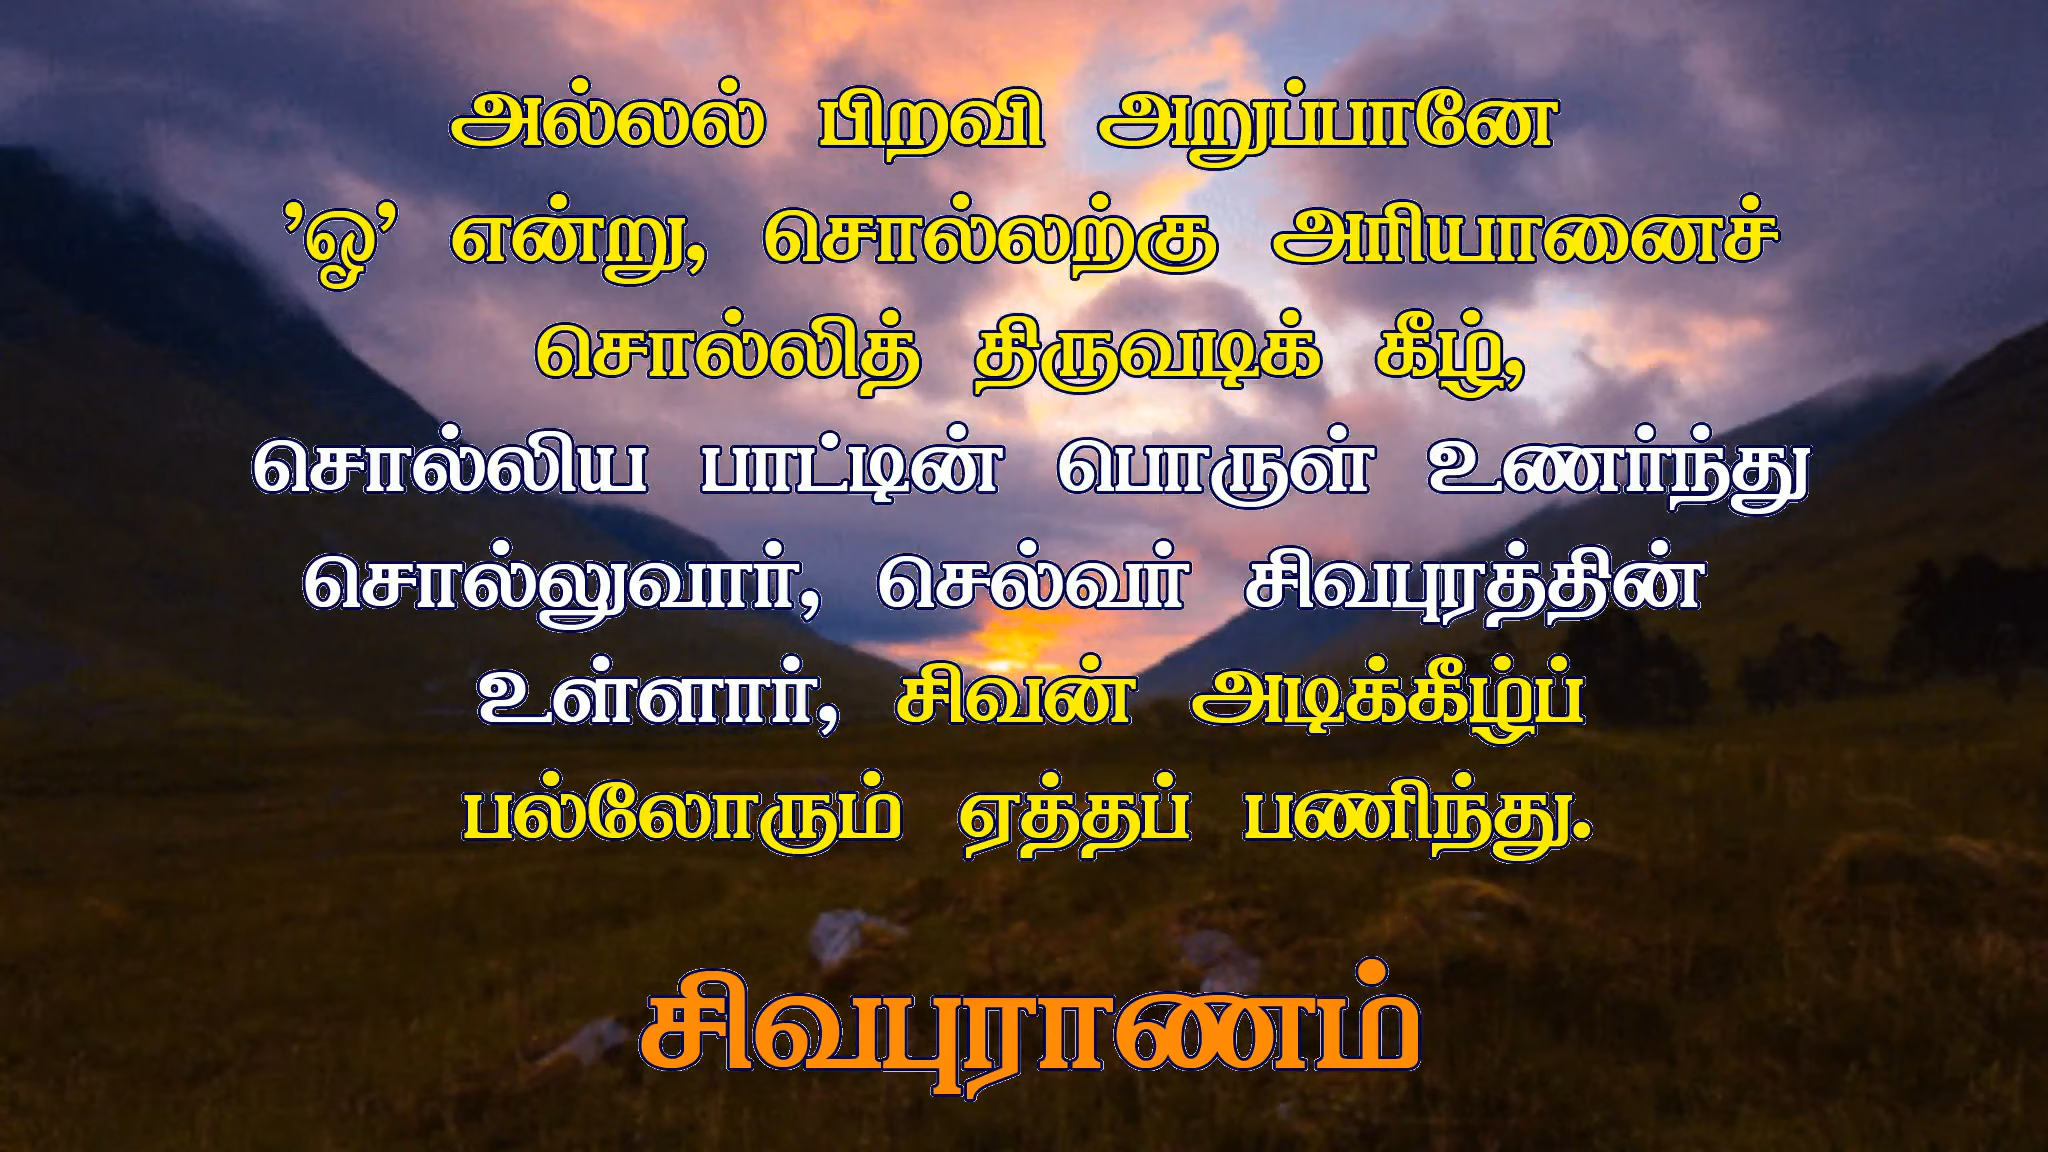 அல்லல் பிறவி அறுப்பானே
’ஓ’ என்று, சொல்லற்கு அரியானைச்
சொல்லித் திருவடிக் கீழ்,
சொல்லிய பாட்டின் பொருள் உணர்ந்து
சொல்லுவார், செல்வர் சிவபுரத்தின்
உள்ளார், சிவன் அடிக்கீழ்ப்
பல்லோரும் ஏத்தப் பணிந்து.
சிவபுராணம்